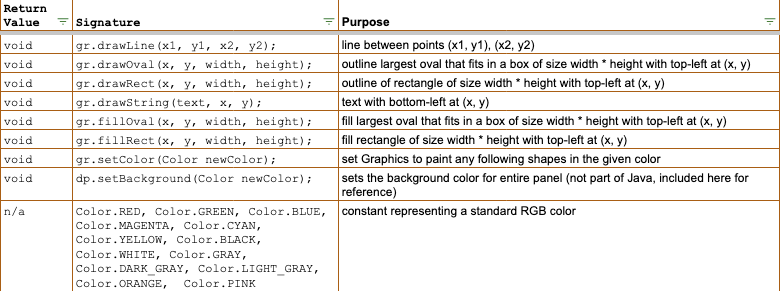 Return Value Signature Purpose
void gr.drawLine(x1, y1, x2, y2); line between points (x1, y1), (x2, y2)
void gr.drawOval(x, y, width, height); outline largest oval that fits in a box of size width * height with top-left at (x, y)
void gr.drawRect(x, y, width, height); outline of rectangle of size width * height with top-left at (x, y)
void gr.drawString(text, x, y); text with bottom-left at (x, y)
void gr.fillOval(x, y, width, height); fill largest oval that fits in a box of size width * height with top-left at (x, y)
void gr.fillRect(x, y, width, height); fill rectangle of size width * height with top-left at (x, y)
void gr.setColor(Color newColor); set Graphics to paint any following shapes in the given color
void dp.setBackground(Color newColor); sets the background color for entire panel (not part of Java, included here for
reference)
n/a Color.RED, Color.GREEN, Color.BLUE, constant representing a standard RGB color
Color.MAGENTA, Color.CYAN,
Color.YELLOW, Color.BLACK,
Color.WHITE, Color.GRAY,
Color.DARK_GRAY, Color.LIGHT_GRAY,
Color.ORANGE, Color.PINK